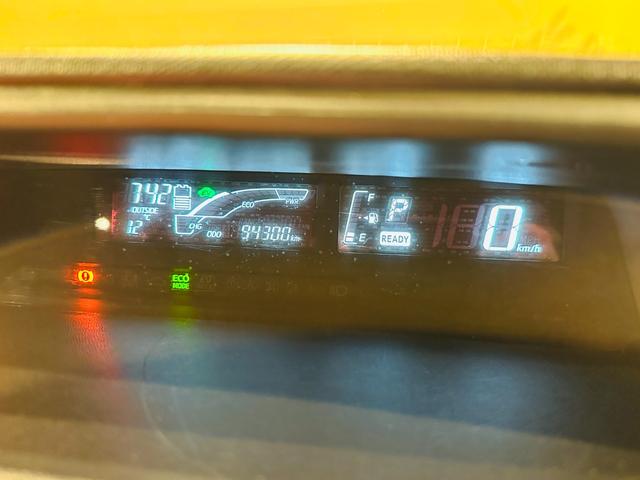 7:42
OUTSIDE
°C
12
ECO
PWR
CHG
ODO 94300 km
F
E
P
READY
0 km/h
ECO
MODE